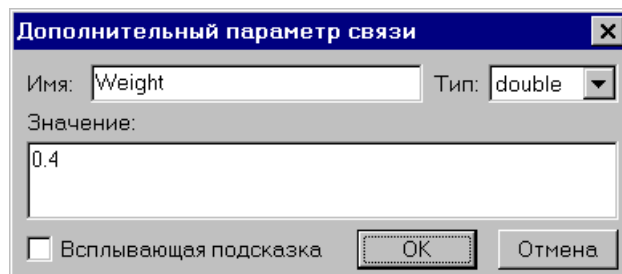 Дополнительный параметр связи
Имя: Weight Тип: double
Значение:
0.4
Всплывающая подсказка OK Отмена